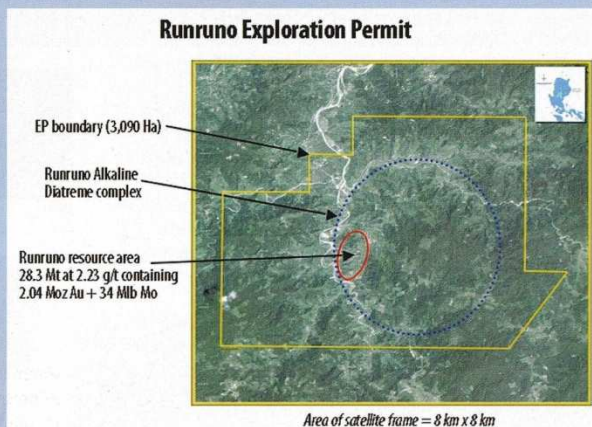 Runruno Exploration Permit
EP boundary (3,090 Ha)
Runruno Alkaline
Diatreme complex
Runruno resource area
28.3 Mt at 2.23 g/t containing
2.04 Moz Au + 34 Mlb Mo
Area of satellite frame = 8 km x 8 km